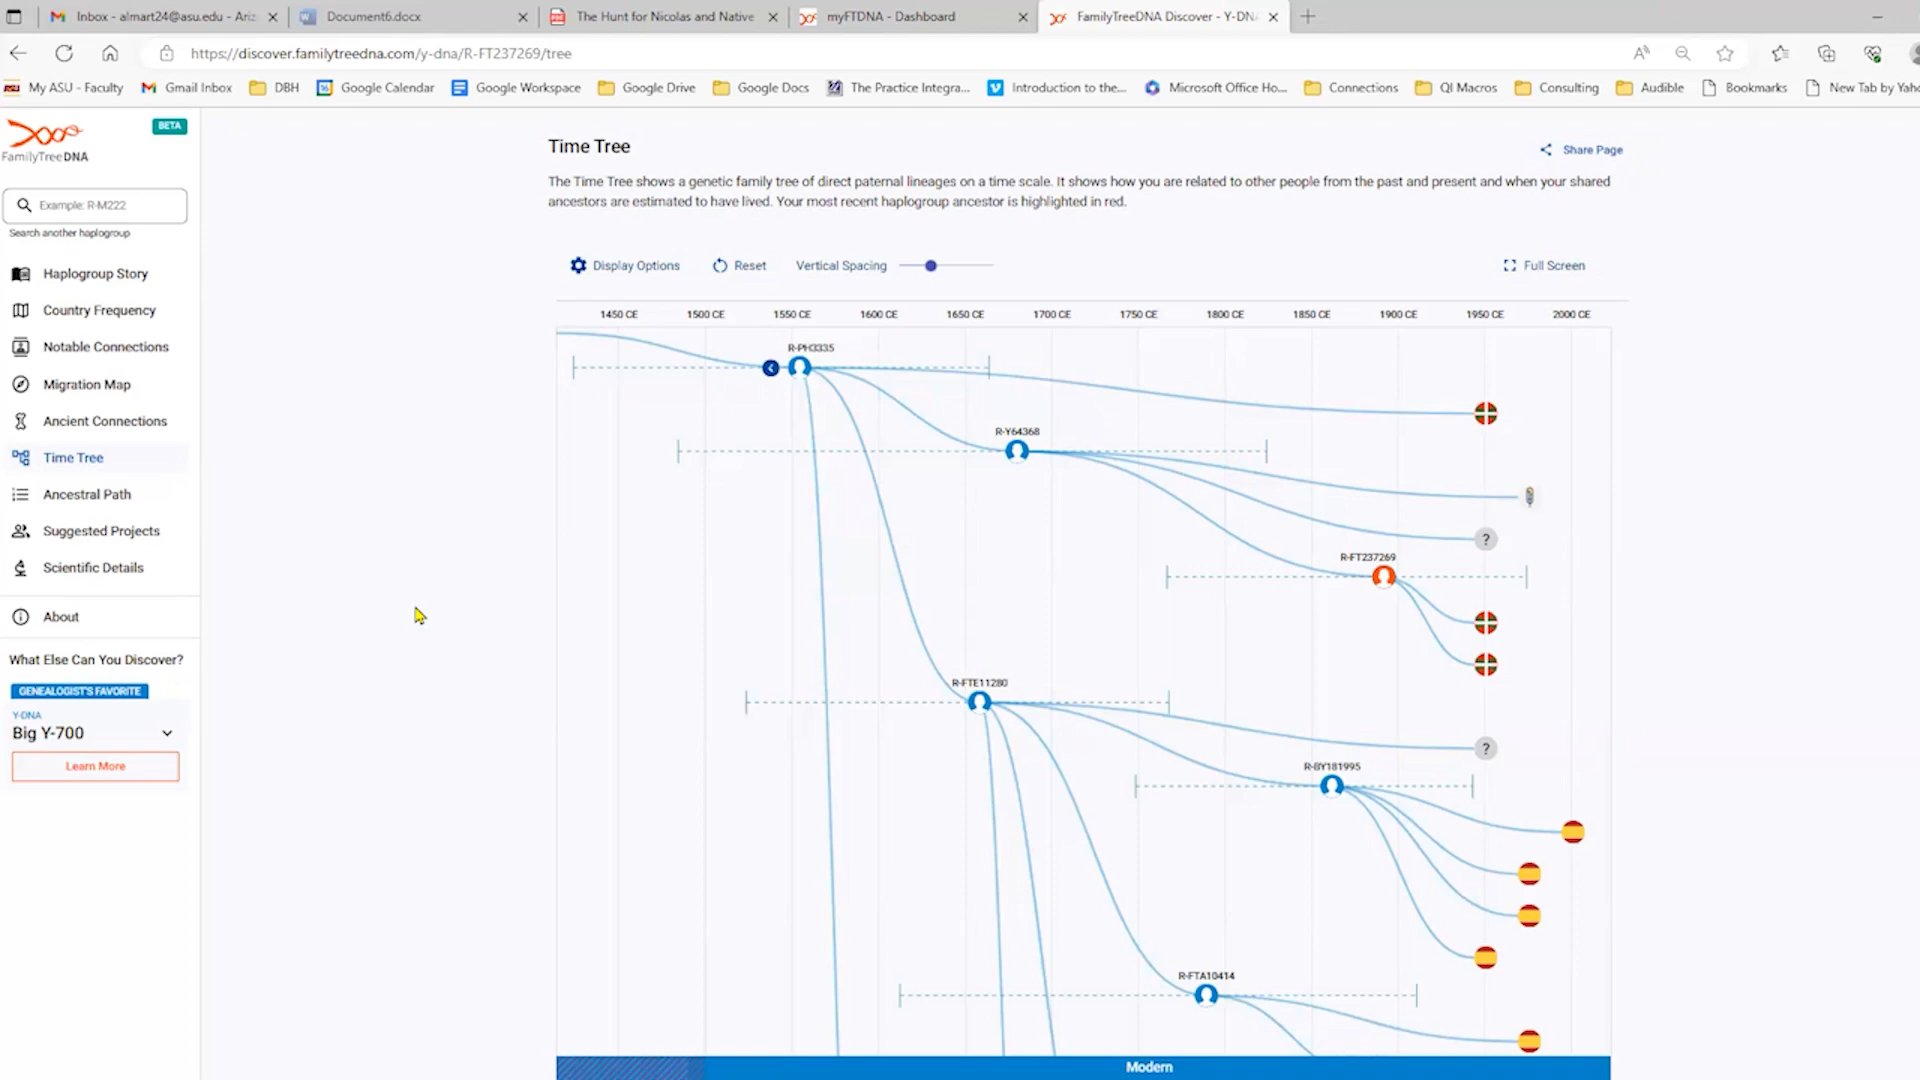 Inbox - almart24@asu.edu - Ariz
Document6.docx
The Hunt for Nicolas and Native
myFTDNA - Dashboard
FamilyTreeDNA Discover - Y-DN
https://discover.familytreedna.com/y-dna/R-FT237269/tree
My ASU - Faculty
Gmail Inbox
DBH
Google Calendar
Google Workspace
Google Drive
Google Docs
The Practice Integra...
Introduction to the...
Microsoft Office Ho...
Connections
QI Macros
Consulting
Audible
Bookmarks
New Tab by Yaho
BETA
FamilyTreeDNA
Example: R-M222
Search another haplogroup
Haplogroup Story
Country Frequency
Notable Connections
Migration Map
Ancient Connections
Time Tree
Ancestral Path
Suggested Projects
Scientific Details
About
What Else Can You Discover?
GENEALOGIST'S FAVORITE
Y-DNA
Big Y-700
Learn More
Time Tree
Share Page
The Time Tree shows a genetic family tree of direct paternal lineages on a time scale. It shows how you are related to other people from the past and present and when your shared
ancestors are estimated to have lived. Your most recent haplogroup ancestor is highlighted in red.
Display Options
Reset
Vertical Spacing
Full Screen
1450 CE
1500 CE
1550 CE
1600 CE
1650 CE
1700 CE
1750 CE
1800 CE
1850 CE
1900 CE
1950 CE
2000 CE
R-PH3335
R-Y64368
?
R-FT237269
R-FTE11280
?
R-BY181995
R-FTA10414
Modern